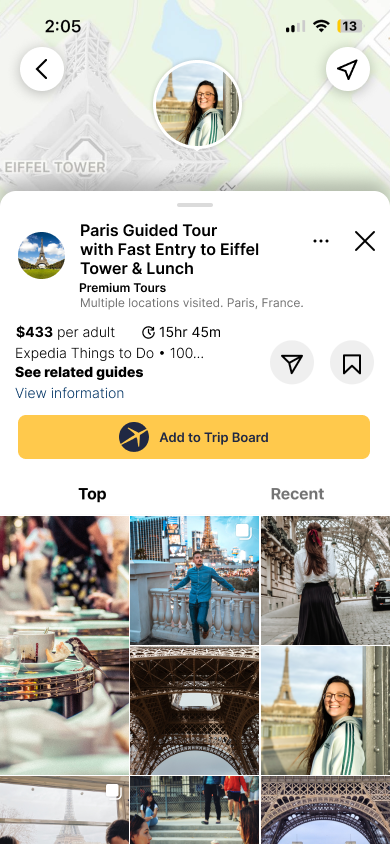 2:05
13
EIFFEL TOWER
Paris Guided Tour
with Fast Entry to Eiffel
Tower & Lunch
Premium Tours
Multiple locations visited. Paris, France.
$433 per adult 15hr 45m
Expedia Things to Do • 100...
See related guides
View information
Add to Trip Board
Top Recent